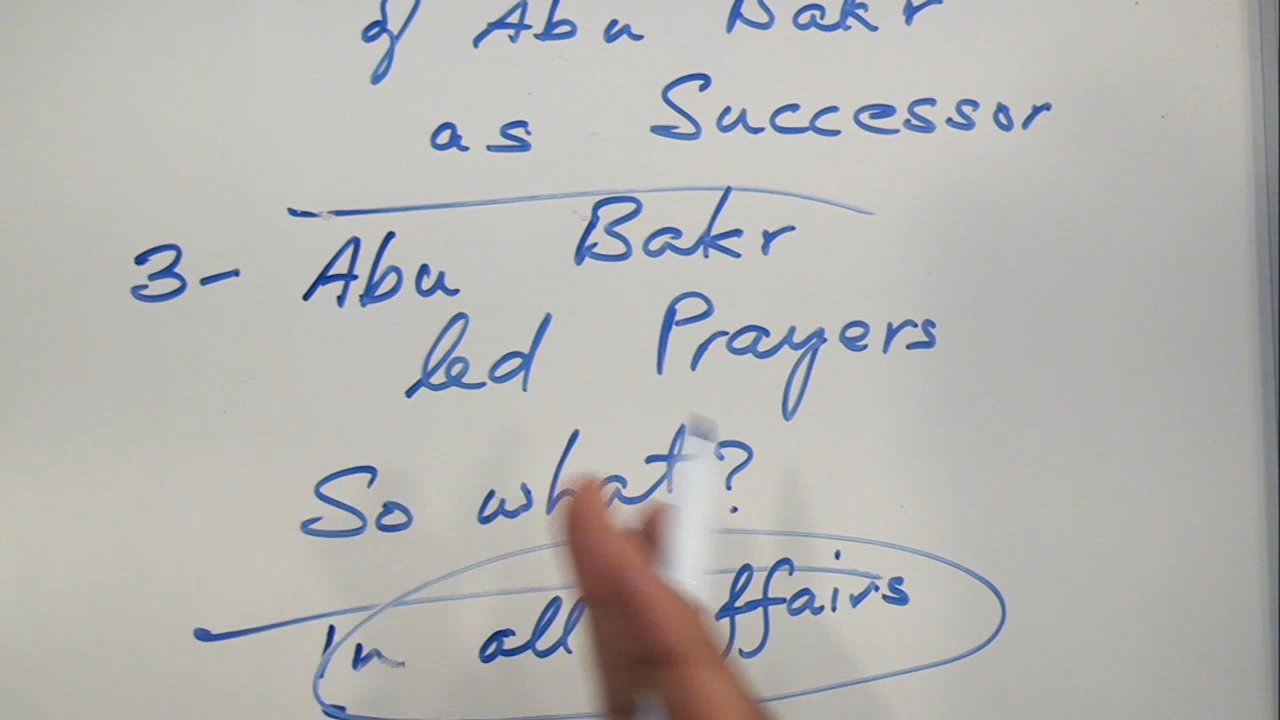 of Abu Bakr
as Successor
3- Abu Bakr
led Prayers
So what?
In all affairs